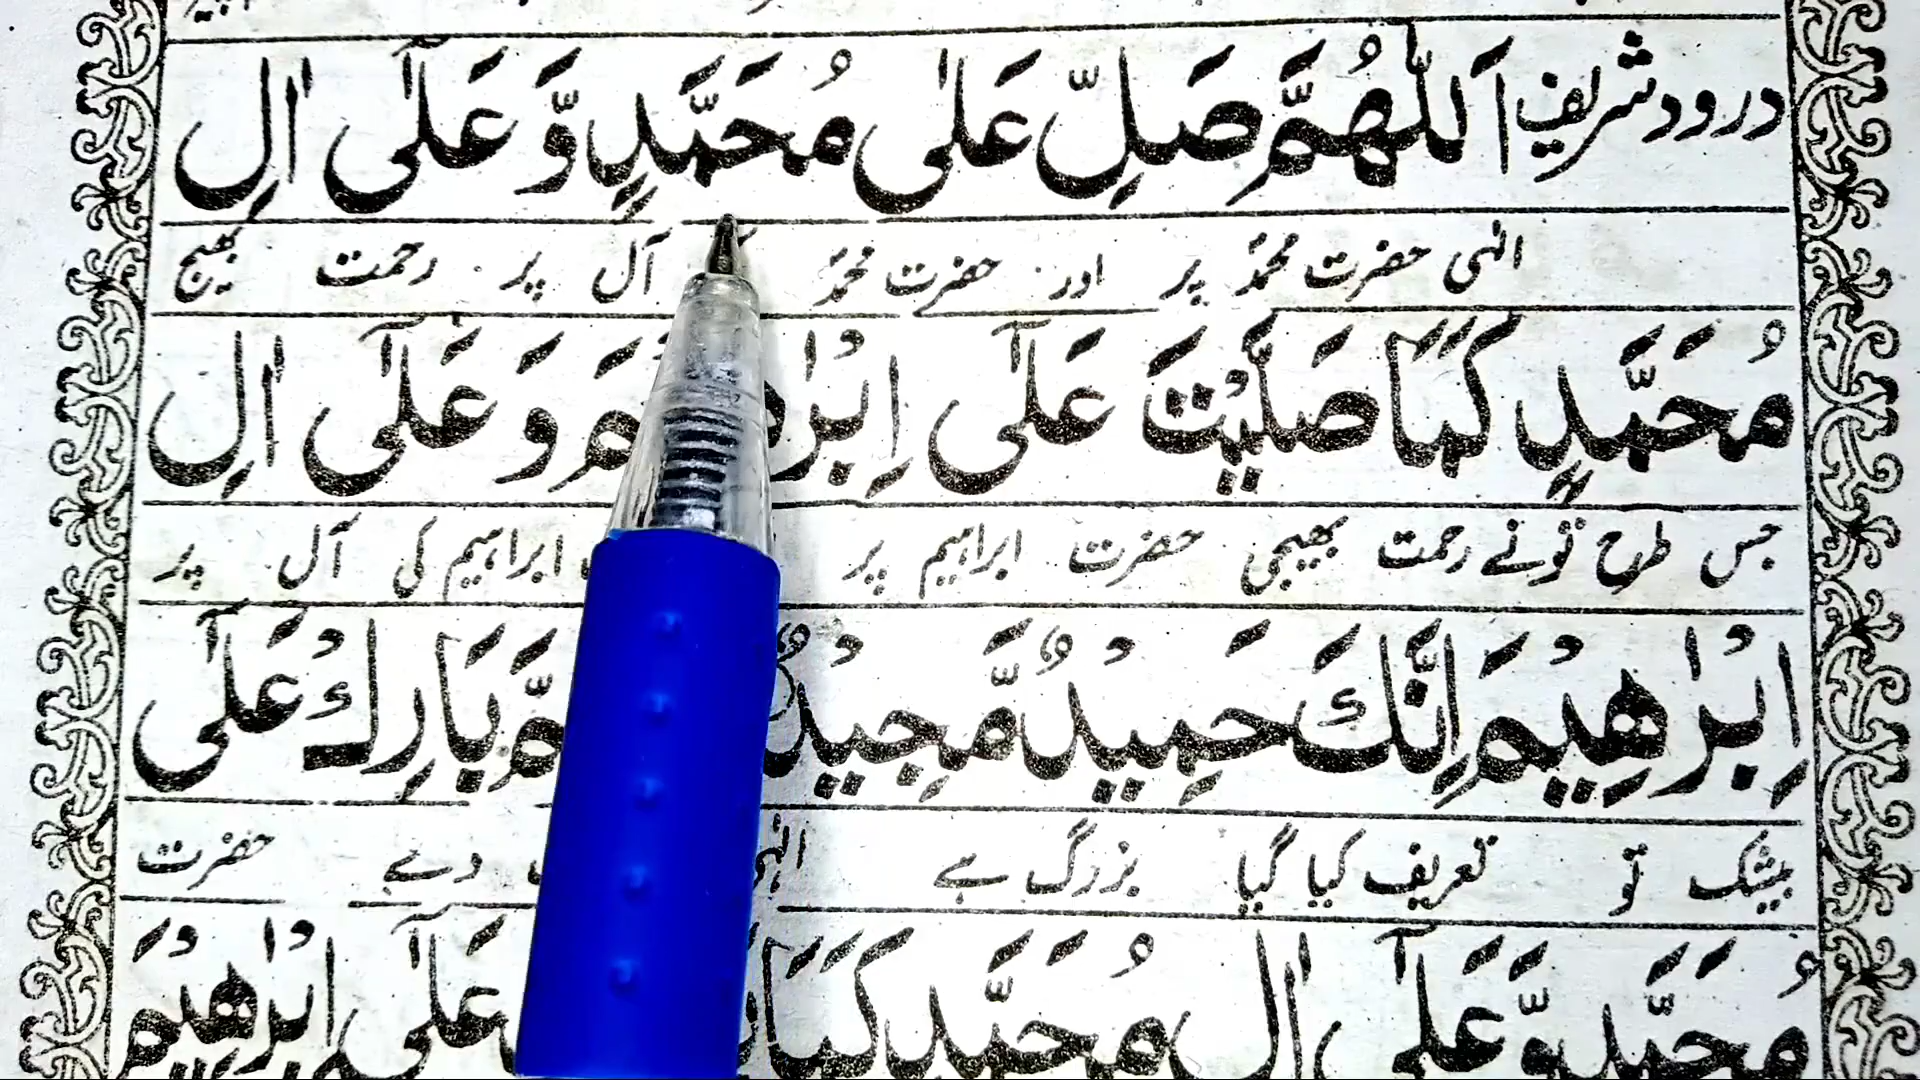 درود شریف اَللّٰهُمَّ صَلِّ عَلٰى مُحَمَّدٍ وَّ عَلٰٓى اٰلِ
الٰہی حضرت محمدؐ پر اور حضرت محمدؐ آل پر رحمت بھیج
مُحَمَّدٍ كَمَا صَلَّيْتَ عَلٰٓى اِبْرٰ وَ عَلٰٓى اٰلِ
جس طرح تونے رحمت بھیجی حضرت ابراہیم پر ابراہیم کی آل پر
اِبْرٰهِيْمَ اِنَّكَ حَمِيْدٌ مَّجِيْدٌ بَارِكْ عَلٰٓى
بیشک تو تعریف کیا گیا بزرگ ہے دے حضرت
مُحَمَّدٍ وَّ عَلٰٓى اٰلِ مُحَمَّدٍ كَمَا عَلٰٓى اِبْرٰهِيْمَ